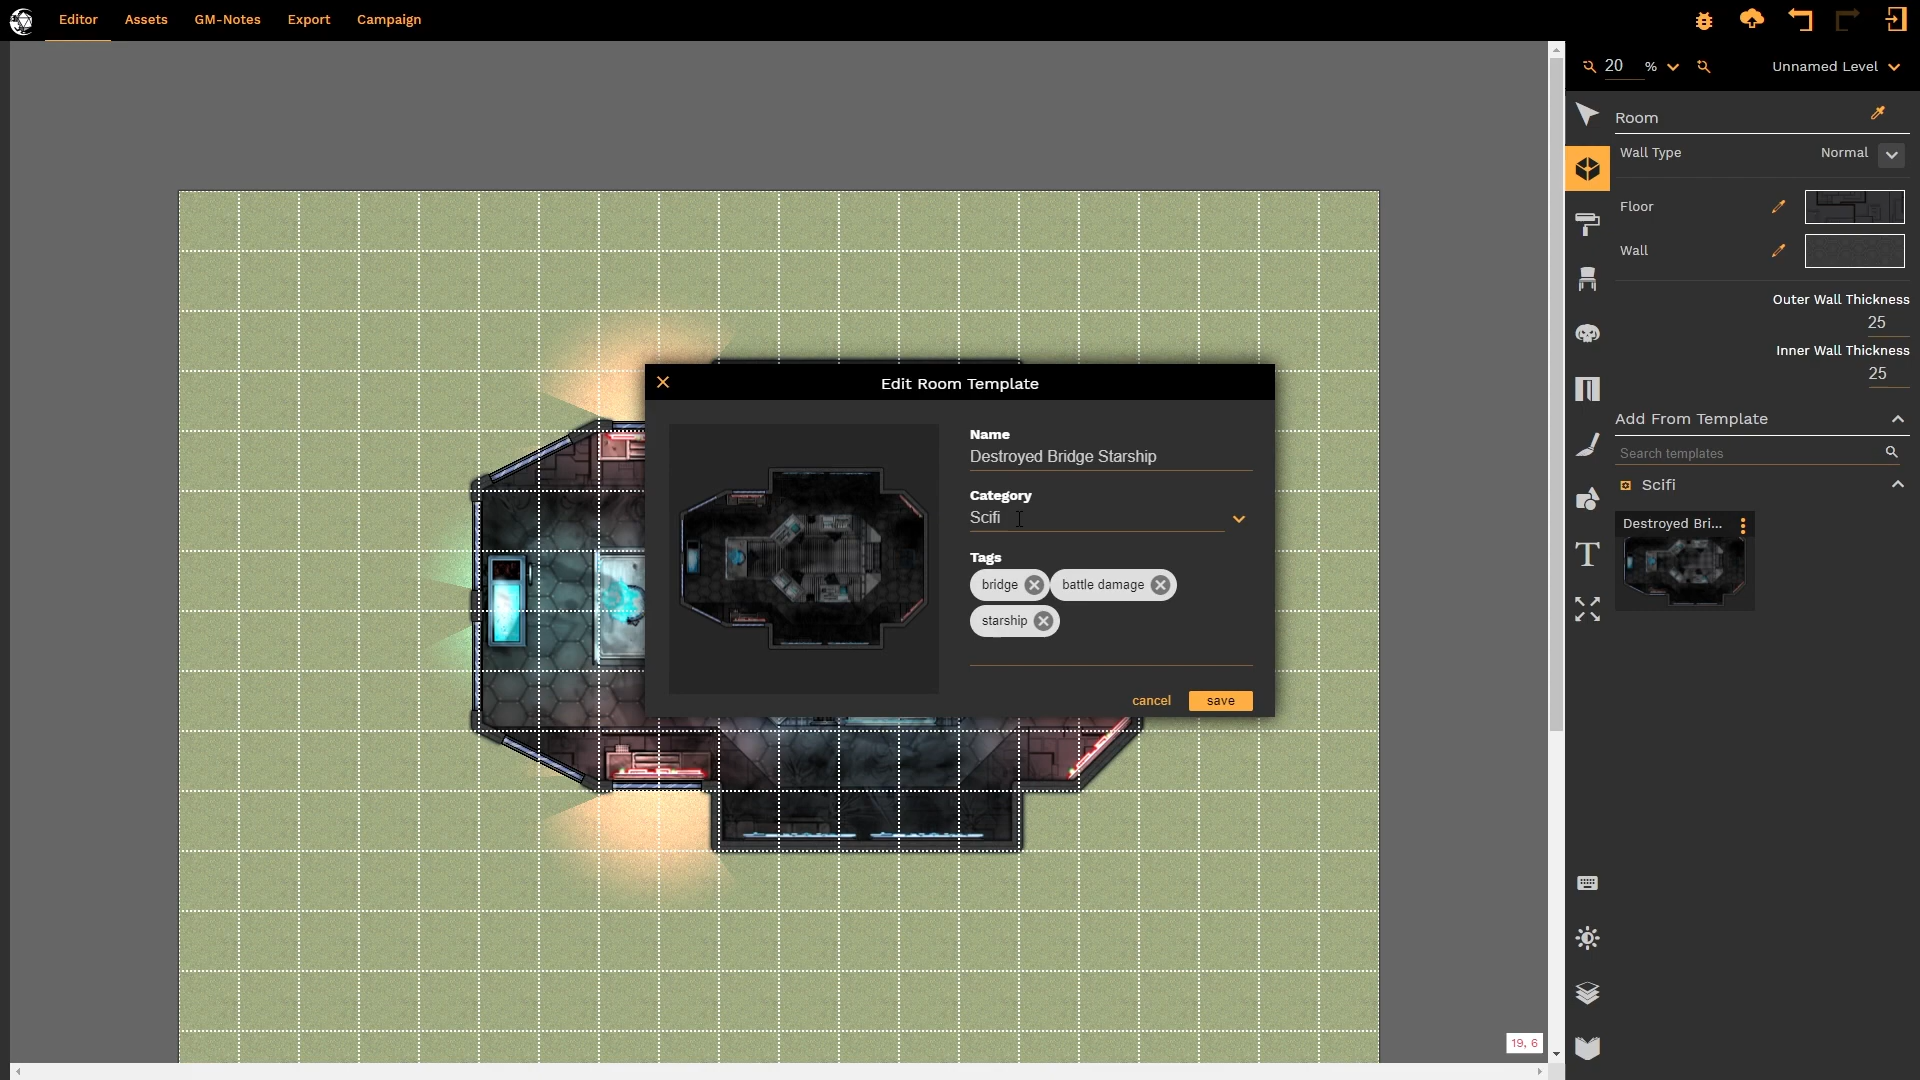 Editor Assets GM-Notes Export Campaign
20 % Unnamed Level
Room
Wall Type Normal
Floor
Wall
Outer Wall Thickness
25
Inner Wall Thickness
25
Add From Template
Search templates
Scifi
Destroyed Bri...
Edit Room Template
Name
Destroyed Bridge Starship
Category
Scifi
Tags
bridge battle damage
starship
cancel save
T
19, 6